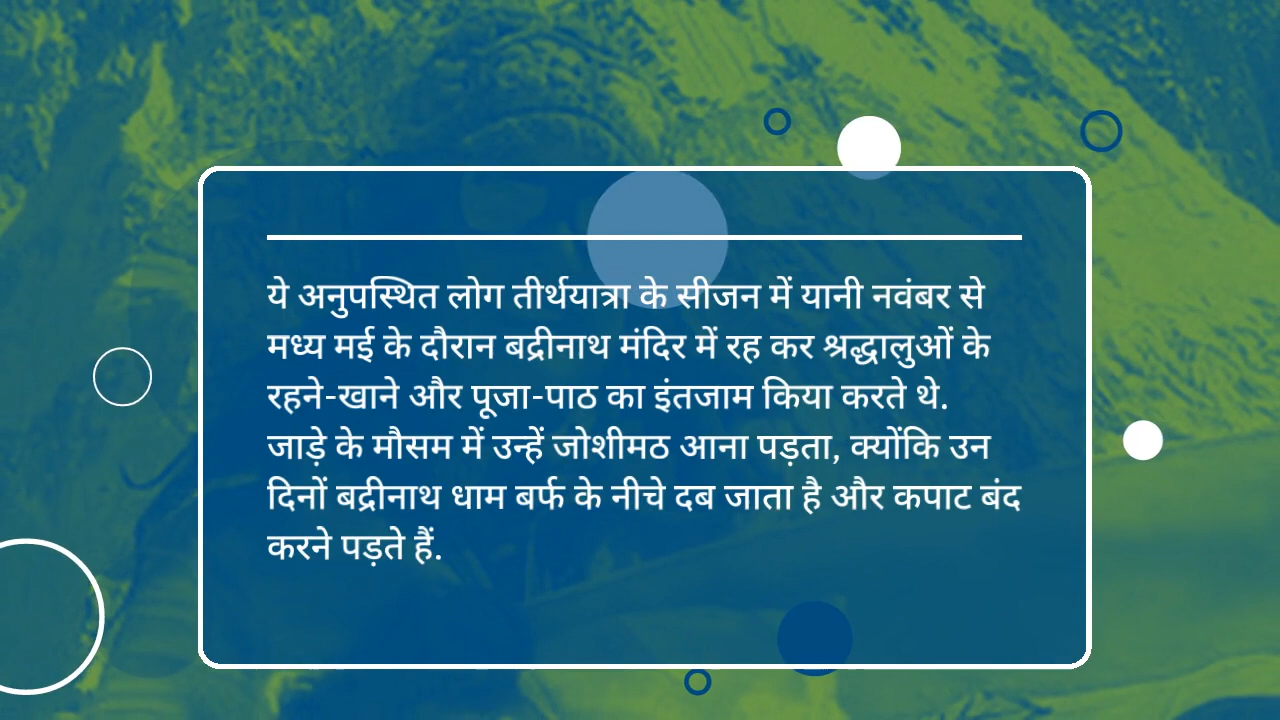 ये अनुपस्थित लोग तीर्थयात्रा के सीजन में यानी नवंबर से
मध्य मई के दौरान बद्रीनाथ मंदिर में रह कर श्रद्धालुओं के
रहने-खाने और पूजा-पाठ का इंतजाम किया करते थे.
जाड़े के मौसम में उन्हें जोशीमठ आना पड़ता, क्योंकि उन
दिनों बद्रीनाथ धाम बर्फ के नीचे दब जाता है और कपाट बंद
करने पड़ते हैं.